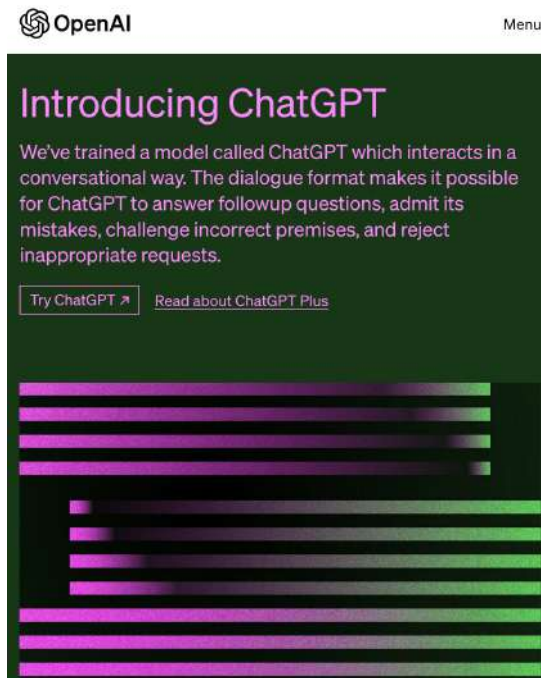 OpenAI
Menu
Introducing ChatGPT
We've trained a model called ChatGPT which interacts in a
conversational way. The dialogue format makes it possible
for ChatGPT to answer followup questions, admit its
mistakes, challenge incorrect premises, and reject
inappropriate requests.
Try ChatGPT ↗
Read about ChatGPT Plus